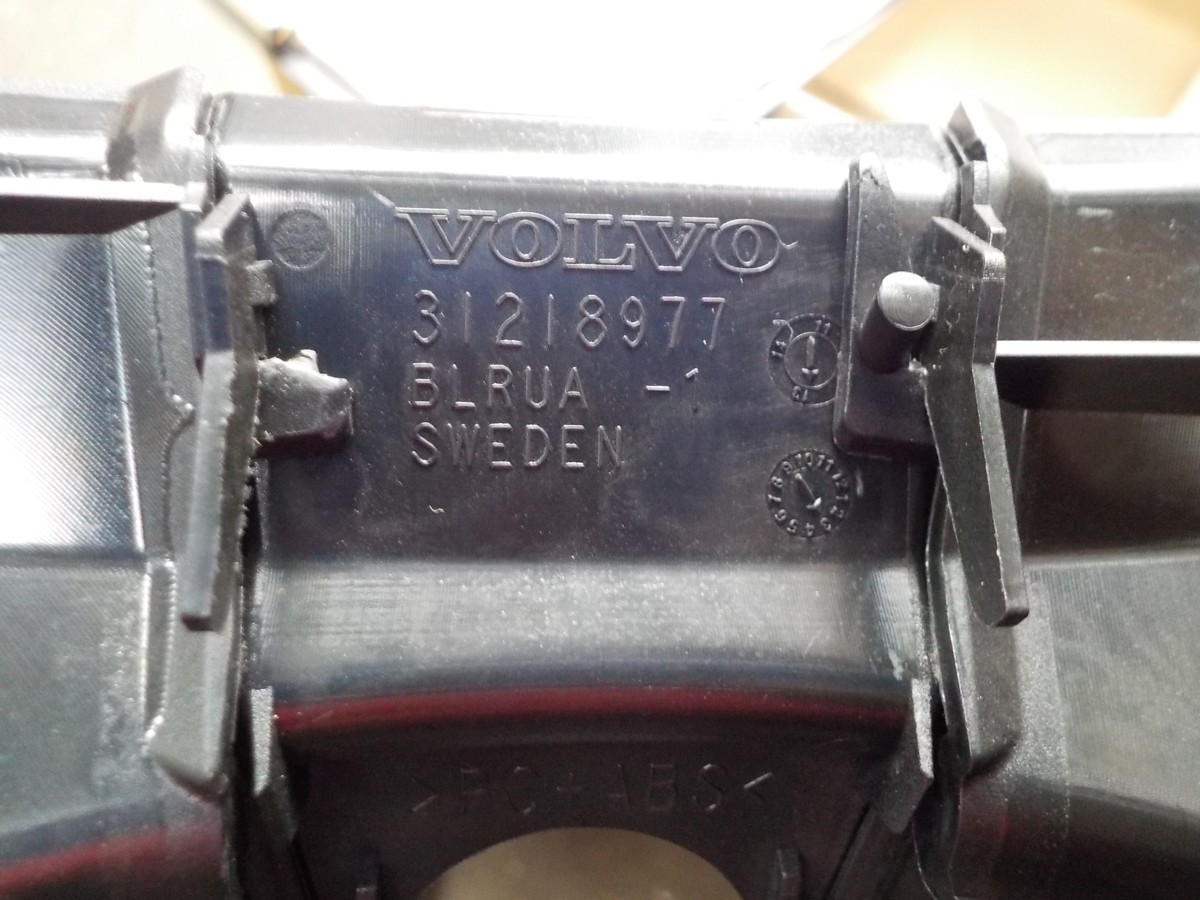 VOLVO
31218977
BLRUA -1
SWEDEN
>PC+ABS<